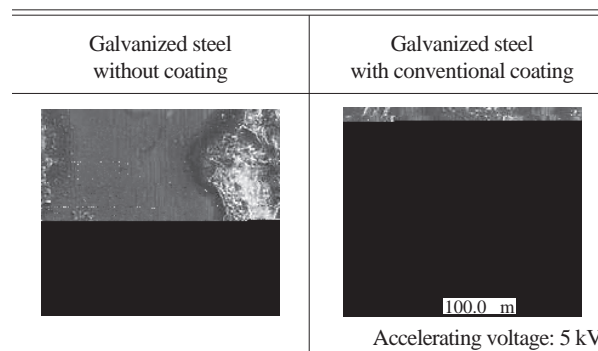 Galvanized steel
without coating
Galvanized steel
with conventional coating
100.0 m
Accelerating voltage: 5 kV